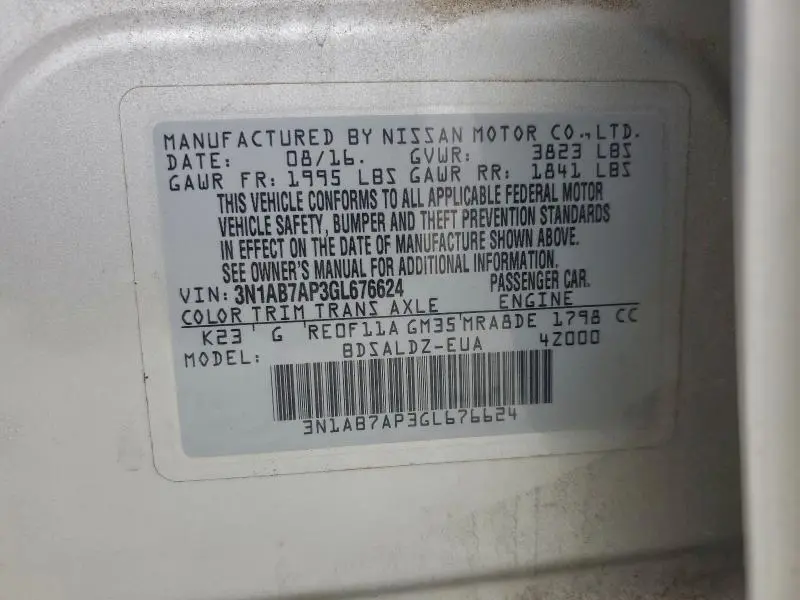 MANUFACTURED BY NISSAN MOTOR CO., LTD.
DATE: 08/16. GVWR: 3823 LBS
GAWR FR: 1995 LBS GAWR RR: 1841 LBS
THIS VEHICLE CONFORMS TO ALL APPLICABLE FEDERAL MOTOR
VEHICLE SAFETY, BUMPER AND THEFT PREVENTION STANDARDS
IN EFFECT ON THE DATE OF MANUFACTURE SHOWN ABOVE.
SEE OWNER'S MANUAL FOR ADDITIONAL INFORMATION.
VIN: 3N1AB7AP3GL676624 PASSENGER CAR.
COLOR TRIM TRANS AXLE ENGINE
K23 G RE0F11A GM35 MRA8DE 1798 CC
MODEL: BDSALDZ-EUA 4Z000
3N1AB7AP3GL676624